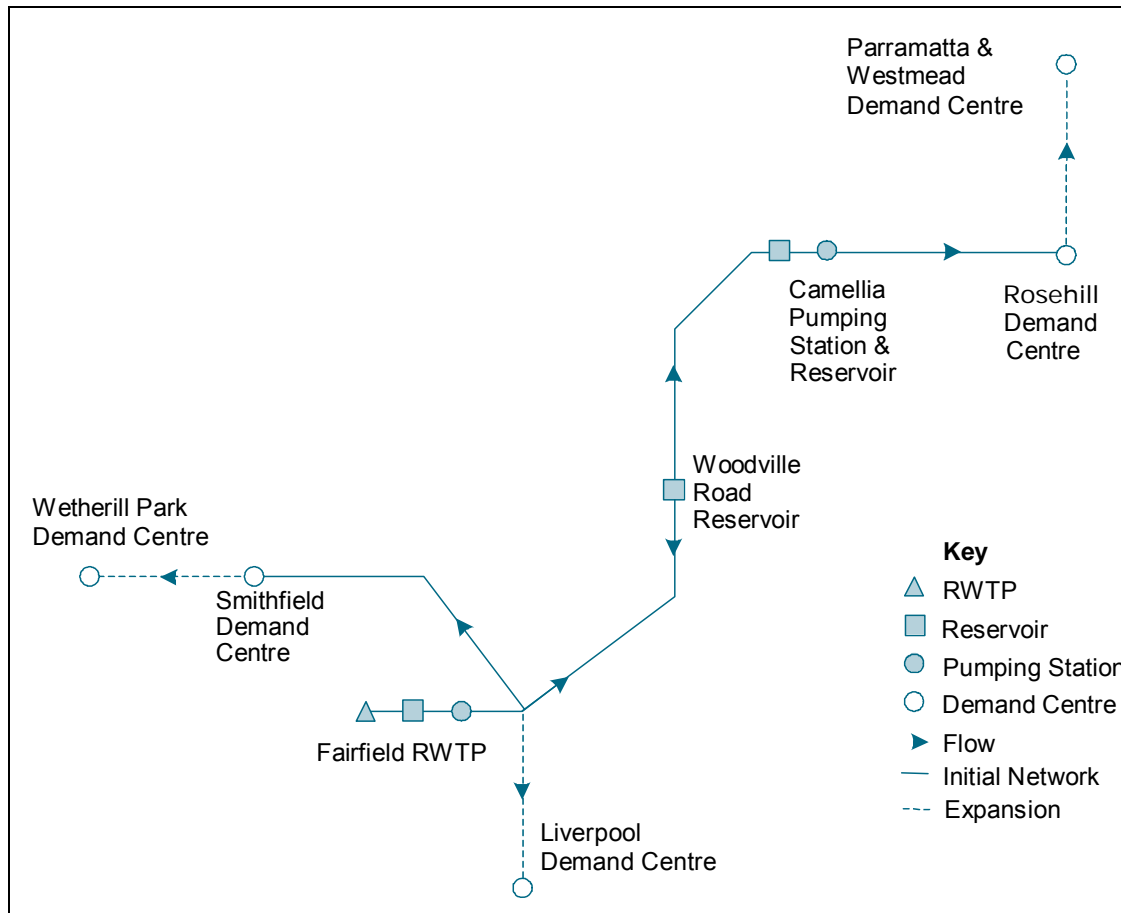 Parramatta &
Westmead
Demand Centre
Camellia
Pumping
Station &
Reservoir
Rosehill
Demand
Centre
Woodville
Road
Reservoir
Wetherill Park
Demand Centre
Smithfield
Demand
Centre
Fairfield RWTP
Liverpool
Demand Centre
Key
RWTP
Reservoir
Pumping Station
Demand Centre
Flow
Initial Network
Expansion